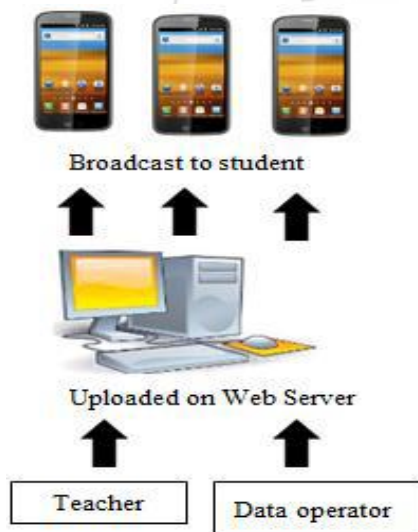 Broadcast to student
Uploaded on Web Server
Teacher
Data operator